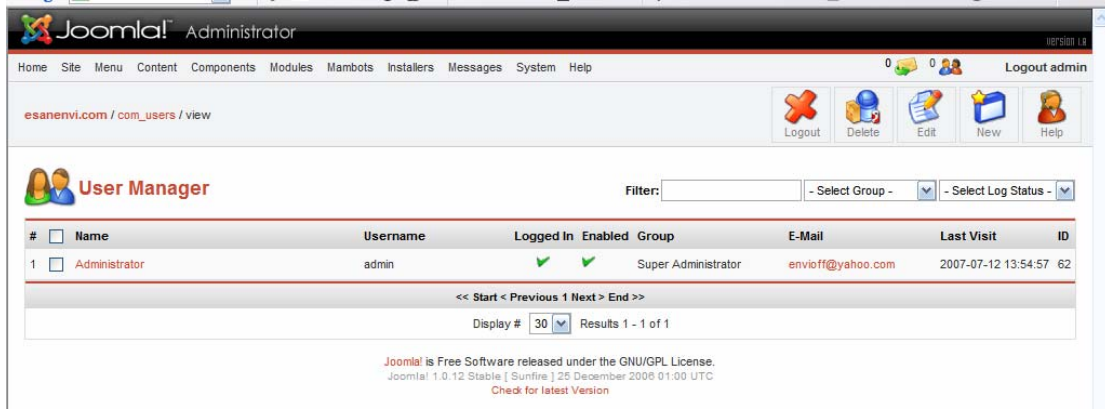 Joomla!™ Administrator
version 1.0
Home Site Menu Content Components Modules Mambots Installers Messages System Help 0 0 Logout admin
esanenvi.com / com_users / view
Logout Delete Edit New Help
User Manager Filter: - Select Group - - Select Log Status -
# Name Username Logged In Enabled Group E-Mail Last Visit ID
1 Administrator admin Super Administrator envioff@yahoo.com 2007-07-12 13:54:57 62
<< Start < Previous 1 Next > End >>
Display # 30 Results 1 - 1 of 1
Joomla! is Free Software released under the GNU/GPL License.
Joomla! 1.0.12 Stable [ Sunfire ] 25 December 2006 01:00 UTC
Check for latest Version